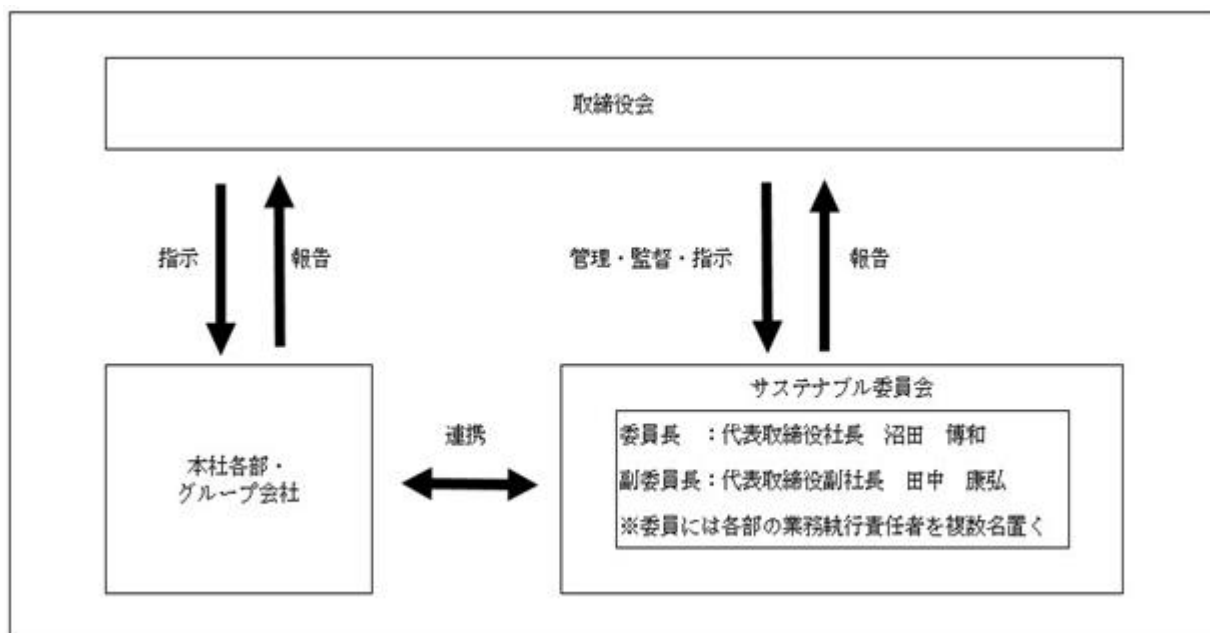 取締役会
指示
報告
管理・監督・指示
報告
本社各部・
グループ会社
連携
サステナブル委員会
委員長　：代表取締役社長　沼田　博和
副委員長：代表取締役副社長　田中　康弘
※委員には各部の業務執行責任者を複数名置く